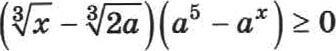 (∛x − ∛2a)(a⁵ − aˣ) ≥ 0